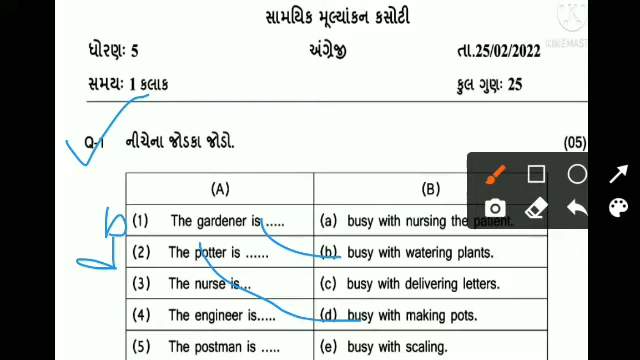 સામયિક મૂલ્યાંકન કસોટી
ધોરણઃ 5 અંગ્રેજી તા.25/02/2022
સમયઃ 1 કલાક કુલ ગુણઃ 25
Q-1 નીચેના જોડકા જોડો. (05)
(A) (B)
b (1) The gardener is ..... (a) busy with nursing the patient.
d (2) The potter is ...... (b) busy with watering plants.
(3) The nurse is... (c) busy with delivering letters.
(4) The engineer is..... (d) busy with making pots.
(5) The postman is ..... (e) busy with scaling.
KINEMASTER